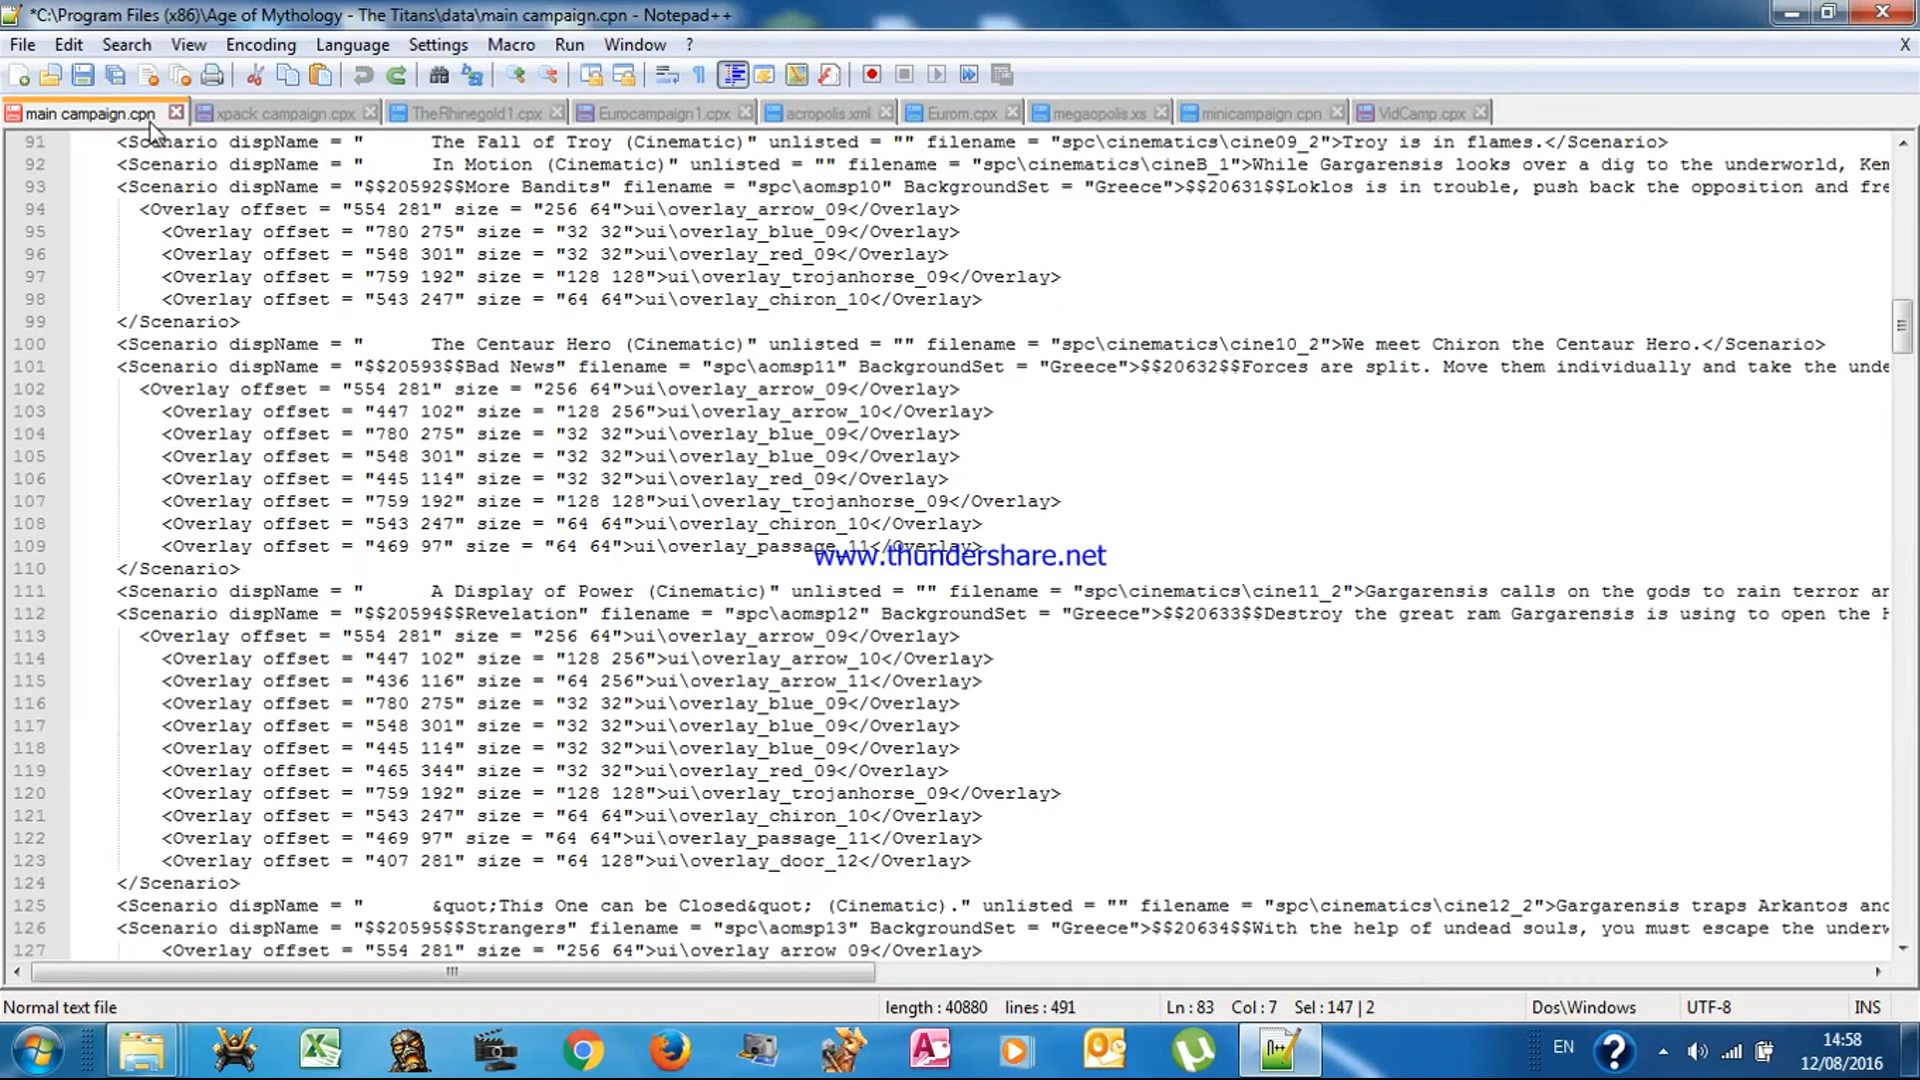 *C:\Program Files (x86)\Age of Mythology - The Titans\data\main campaign.cpn - Notepad++
File Edit Search View Encoding Language Settings Macro Run Window ? X
main campaign.cpn xpack campaign.cpx TheRhinegold1.cpx Eurocampaign1.cpx acropolis.xml Eurom.cpx megaopolis.xs minicampaign.cpn VidCamp.cpx
91 <Scenario dispName = " The Fall of Troy (Cinematic)" unlisted = "" filename = "spc\cinematics\cine09_2">Troy is in flames.</Scenario>
92 <Scenario dispName = " In Motion (Cinematic)" unlisted = "" filename = "spc\cinematics\cineB_1">While Gargarensis looks over a dig to the underworld, Kem
93 <Scenario dispName = "$$20592$$More Bandits" filename = "spc\aomsp10" BackgroundSet = "Greece">$$20631$$Loklos is in trouble, push back the opposition and fre
94 <Overlay offset = "554 281" size = "256 64">ui\overlay_arrow_09</Overlay>
95 <Overlay offset = "780 275" size = "32 32">ui\overlay_blue_09</Overlay>
96 <Overlay offset = "548 301" size = "32 32">ui\overlay_red_09</Overlay>
97 <Overlay offset = "759 192" size = "128 128">ui\overlay_trojanhorse_09</Overlay>
98 <Overlay offset = "543 247" size = "64 64">ui\overlay_chiron_10</Overlay>
99 </Scenario>
100 <Scenario dispName = " The Centaur Hero (Cinematic)" unlisted = "" filename = "spc\cinematics\cine10_2">We meet Chiron the Centaur Hero.</Scenario>
101 <Scenario dispName = "$$20593$$Bad News" filename = "spc\aomsp11" BackgroundSet = "Greece">$$20632$$Forces are split. Move them individually and take the unde
102 <Overlay offset = "554 281" size = "256 64">ui\overlay_arrow_09</Overlay>
103 <Overlay offset = "447 102" size = "128 256">ui\overlay_arrow_10</Overlay>
104 <Overlay offset = "780 275" size = "32 32">ui\overlay_blue_09</Overlay>
105 <Overlay offset = "548 301" size = "32 32">ui\overlay_blue_09</Overlay>
106 <Overlay offset = "445 114" size = "32 32">ui\overlay_red_09</Overlay>
107 <Overlay offset = "759 192" size = "128 128">ui\overlay_trojanhorse_09</Overlay>
108 <Overlay offset = "543 247" size = "64 64">ui\overlay_chiron_10</Overlay>
109 <Overlay offset = "469 97" size = "64 64">ui\overlay_passage_11</Overlay>
www.thundershare.net
110 </Scenario>
111 <Scenario dispName = " A Display of Power (Cinematic)" unlisted = "" filename = "spc\cinematics\cine11_2">Gargarensis calls on the gods to rain terror an
112 <Scenario dispName = "$$20594$$Revelation" filename = "spc\aomsp12" BackgroundSet = "Greece">$$20633$$Destroy the great ram Gargarensis is using to open the H
113 <Overlay offset = "554 281" size = "256 64">ui\overlay_arrow_09</Overlay>
114 <Overlay offset = "447 102" size = "128 256">ui\overlay_arrow_10</Overlay>
115 <Overlay offset = "436 116" size = "64 256">ui\overlay_arrow_11</Overlay>
116 <Overlay offset = "780 275" size = "32 32">ui\overlay_blue_09</Overlay>
117 <Overlay offset = "548 301" size = "32 32">ui\overlay_blue_09</Overlay>
118 <Overlay offset = "445 114" size = "32 32">ui\overlay_blue_09</Overlay>
119 <Overlay offset = "465 344" size = "32 32">ui\overlay_red_09</Overlay>
120 <Overlay offset = "759 192" size = "128 128">ui\overlay_trojanhorse_09</Overlay>
121 <Overlay offset = "543 247" size = "64 64">ui\overlay_chiron_10</Overlay>
122 <Overlay offset = "469 97" size = "64 64">ui\overlay_passage_11</Overlay>
123 <Overlay offset = "407 281" size = "64 128">ui\overlay_door_12</Overlay>
124 </Scenario>
125 <Scenario dispName = " &quot;This One can be Closed&quot; (Cinematic)." unlisted = "" filename = "spc\cinematics\cine12_2">Gargarensis traps Arkantos and
126 <Scenario dispName = "$$20595$$Strangers" filename = "spc\aomsp13" BackgroundSet = "Greece">$$20634$$With the help of undead souls, you must escape the underw
127 <Overlay offset = "554 281" size = "256 64">ui\overlay arrow 09</Overlay>
Normal text file length : 40880 lines : 491 Ln : 83 Col : 7 Sel : 147 | 2 Dos\Windows UTF-8 INS
EN 14:58
12/08/2016